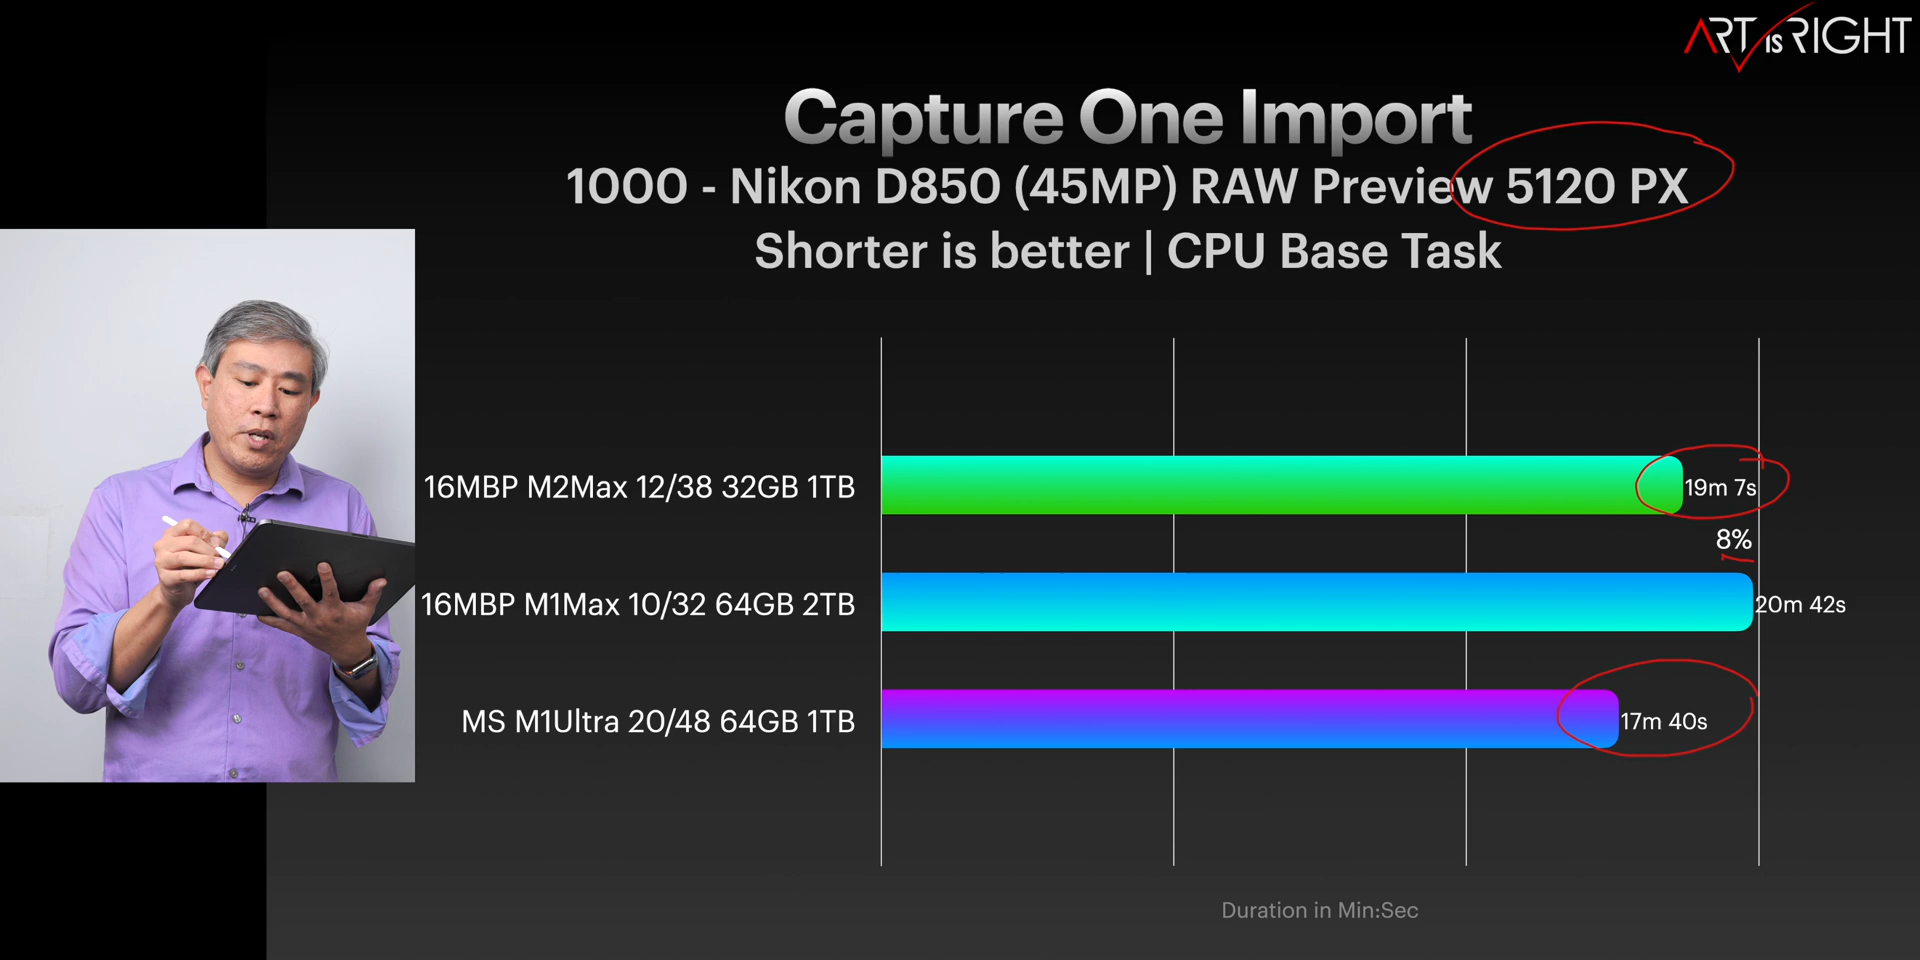 ART IS RIGHT
Capture One Import
1000 - Nikon D850 (45MP) RAW Preview 5120 PX
Shorter is better | CPU Base Task
16MBP M2Max 12/38 32GB 1TB
19m 7s
8%
16MBP M1Max 10/32 64GB 2TB
20m 42s
MS M1Ultra 20/48 64GB 1TB
17m 40s
Duration in Min:Sec